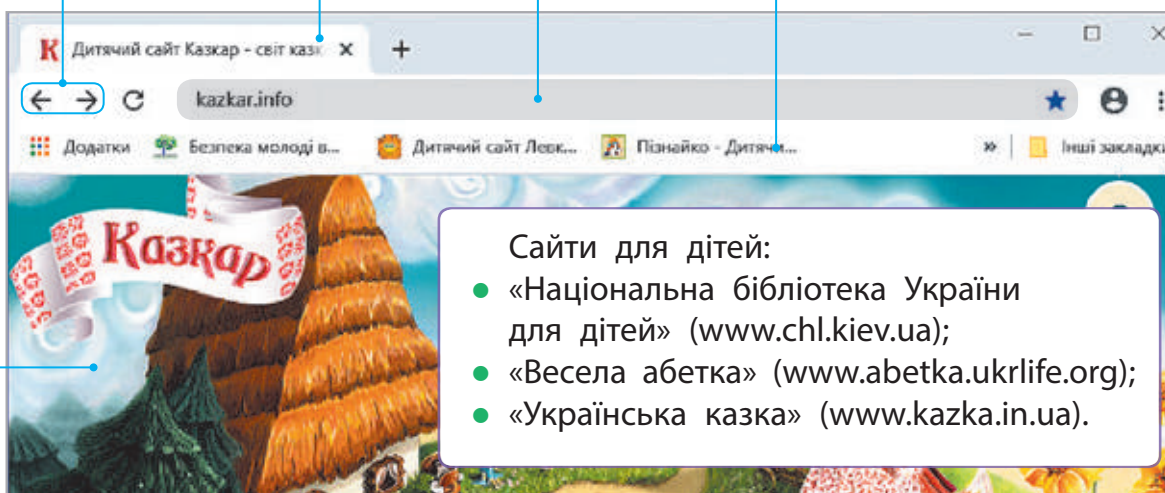 К Дитячий сайт Казкар - світ казк
kazkar.info
Додатки Безпека молоді в... Дитячий сайт Левк... Пізнайко - Дитячи... » Інші закладки
Казкар
Сайти для дітей:
«Національна бібліотека України
для дітей» (www.chl.kiev.ua);
«Весела абетка» (www.abetka.ukrlife.org);
«Українська казка» (www.kazka.in.ua).